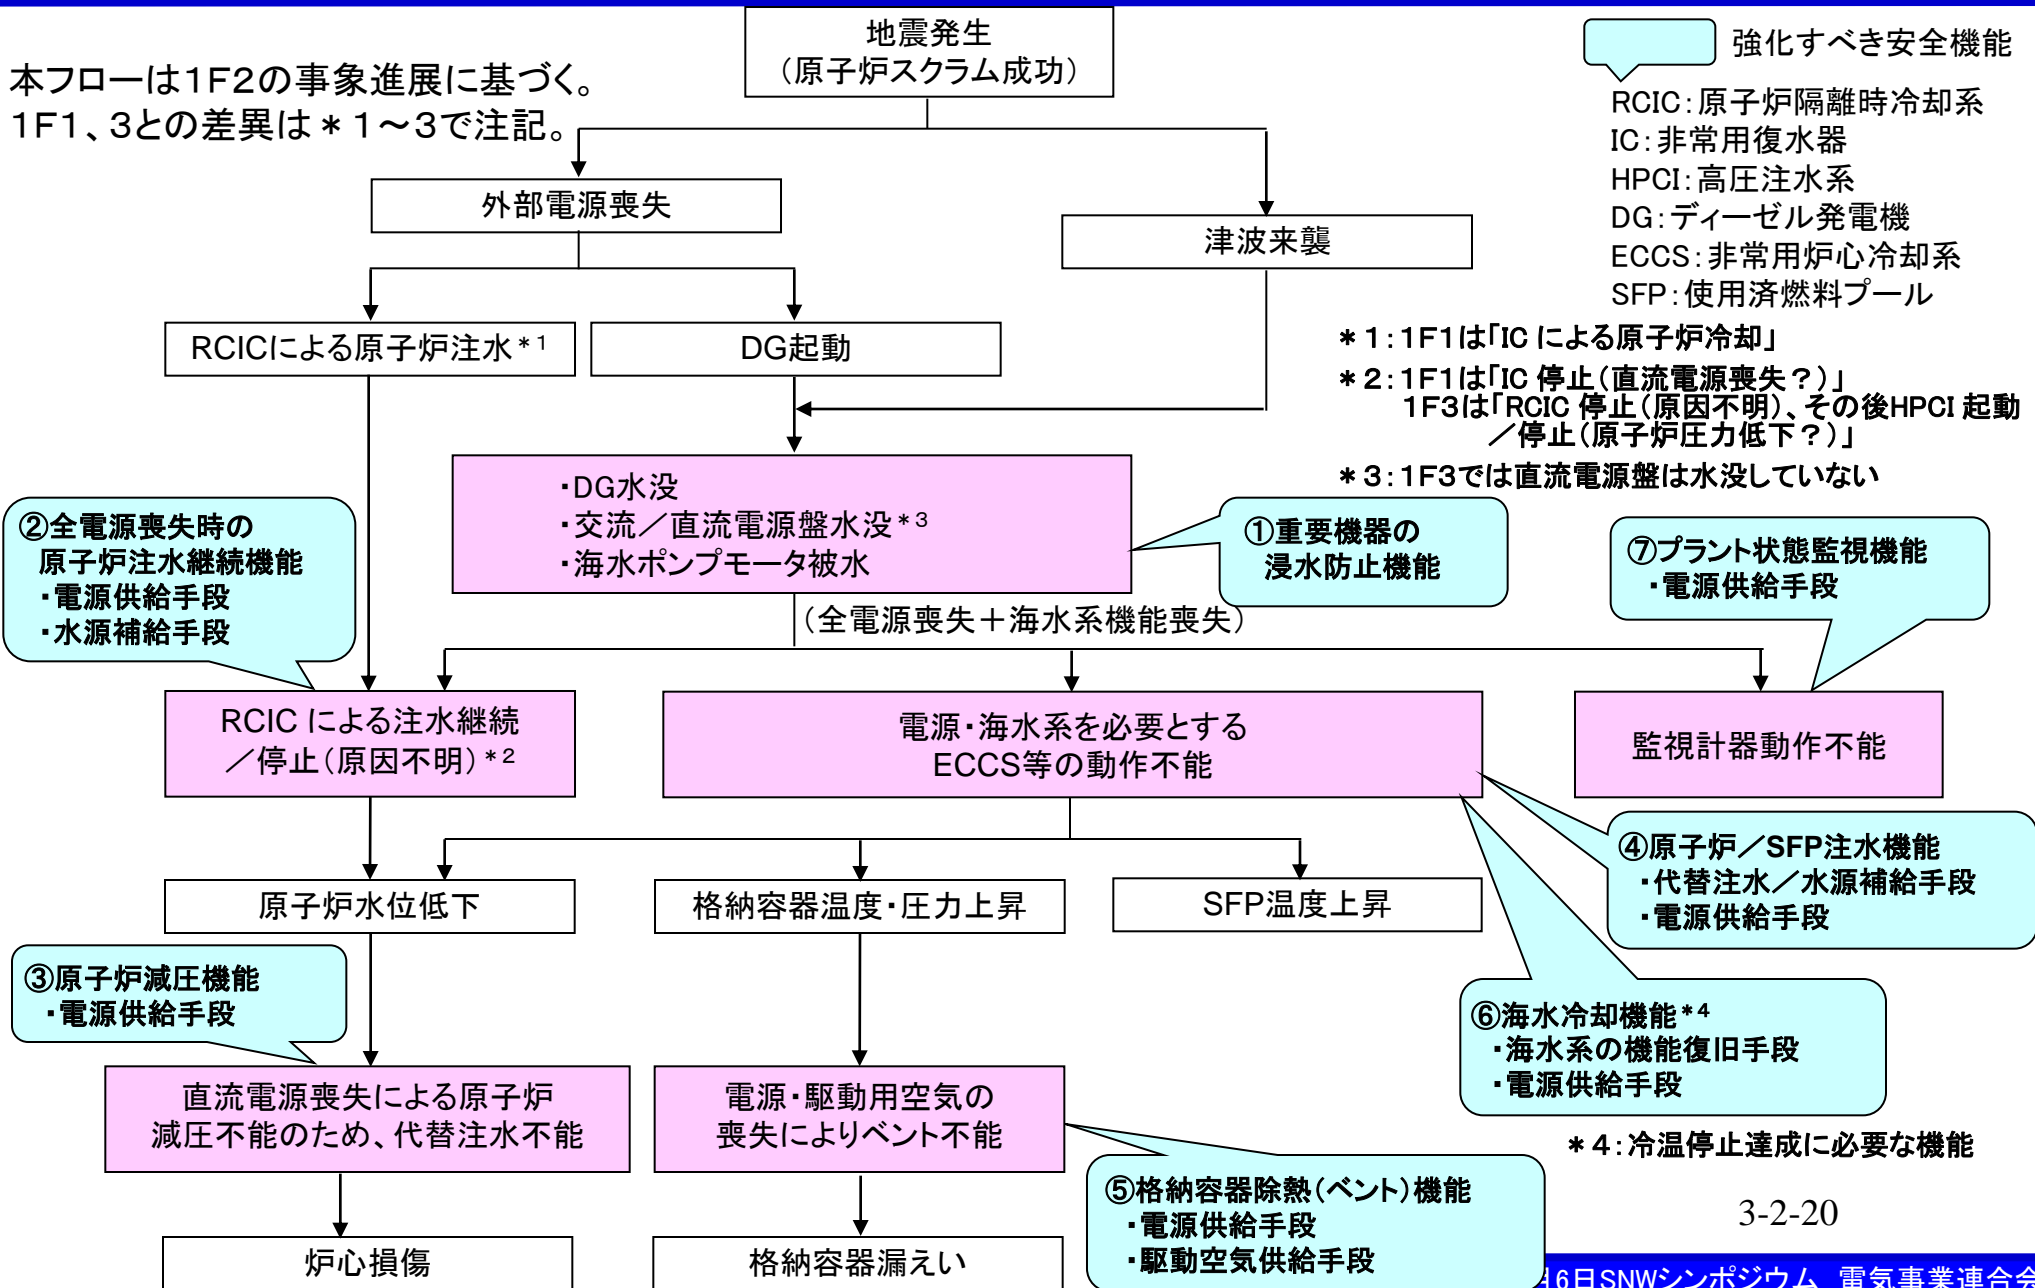 地震発生
（原子炉スクラム成功）
本フローは１Ｆ２の事象進展に基づく。
１Ｆ１、３との差異は＊１～３で注記。
強化すべき安全機能
RCIC：原子炉隔離時冷却系
IC：非常用復水器
HPCI：高圧注水系
DG：ディーゼル発電機
ECCS：非常用炉心冷却系
SFP：使用済燃料プール
外部電源喪失
津波来襲
RCICによる原子炉注水＊1
DG起動
＊１：１Ｆ１は「IC による原子炉冷却」
＊２：１Ｆ１は「IC 停止（直流電源喪失？）」
１Ｆ３は「RCIC 停止（原因不明）、その後HPCI 起動
／停止（原子炉圧力低下？）」
＊３：１Ｆ３では直流電源盤は水没していない
・DG水没
・交流／直流電源盤水没＊3
・海水ポンプモータ被水
①重要機器の
浸水防止機能
②全電源喪失時の
原子炉注水継続機能
・電源供給手段
・水源補給手段
⑦プラント状態監視機能
・電源供給手段
（全電源喪失＋海水系機能喪失）
RCIC による注水継続
／停止（原因不明）＊2
電源・海水系を必要とする
ECCS等の動作不能
監視計器動作不能
④原子炉／SFP注水機能
・代替注水／水源補給手段
・電源供給手段
原子炉水位低下
格納容器温度・圧力上昇
SFP温度上昇
③原子炉減圧機能
・電源供給手段
⑥海水冷却機能＊4
・海水系の機能復旧手段
・電源供給手段
直流電源喪失による原子炉
減圧不能のため、代替注水不能
電源・駆動用空気の
喪失によりベント不能
＊４：冷温停止達成に必要な機能
⑤格納容器除熱（ベント）機能
・電源供給手段
・駆動空気供給手段
3-2-20
炉心損傷
格納容器漏えい
月6日SNWシンポジウム 電気事業連合会